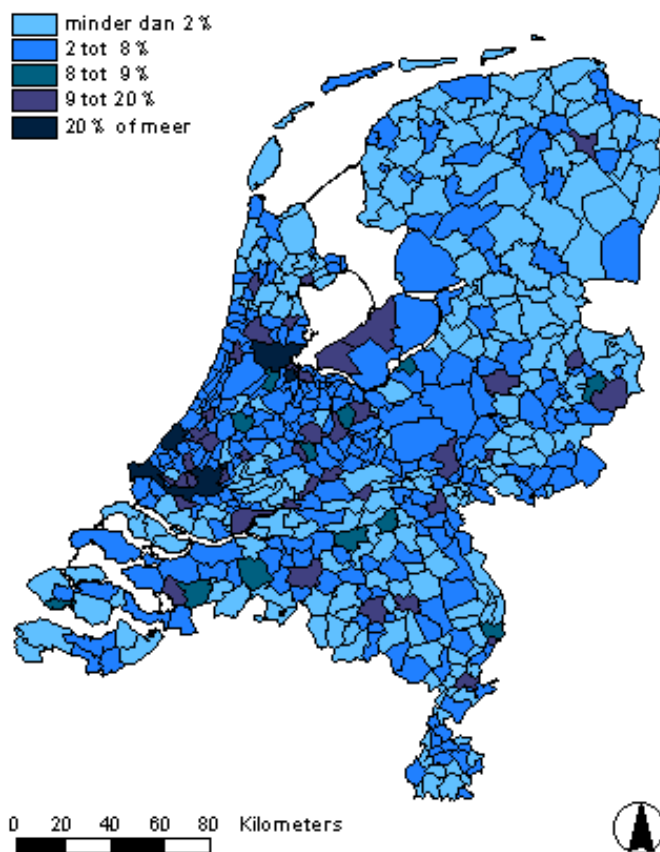 minder dan 2%
2 tot 8%
8 tot 9%
9 tot 20%
20% of meer
0 20 40 60 80 Kilometers